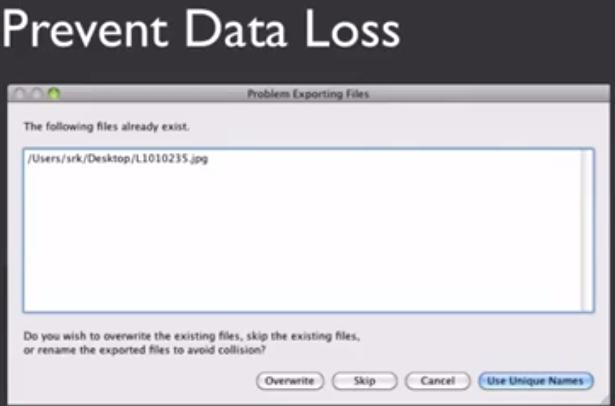 Prevent Data Loss
Problem Exporting Files
The following files already exist.
/Users/srk/Desktop/L1010235.jpg
Do you wish to overwrite the existing files, skip the existing files,
or rename the exported files to avoid collision?
Overwrite Skip Cancel Use Unique Names